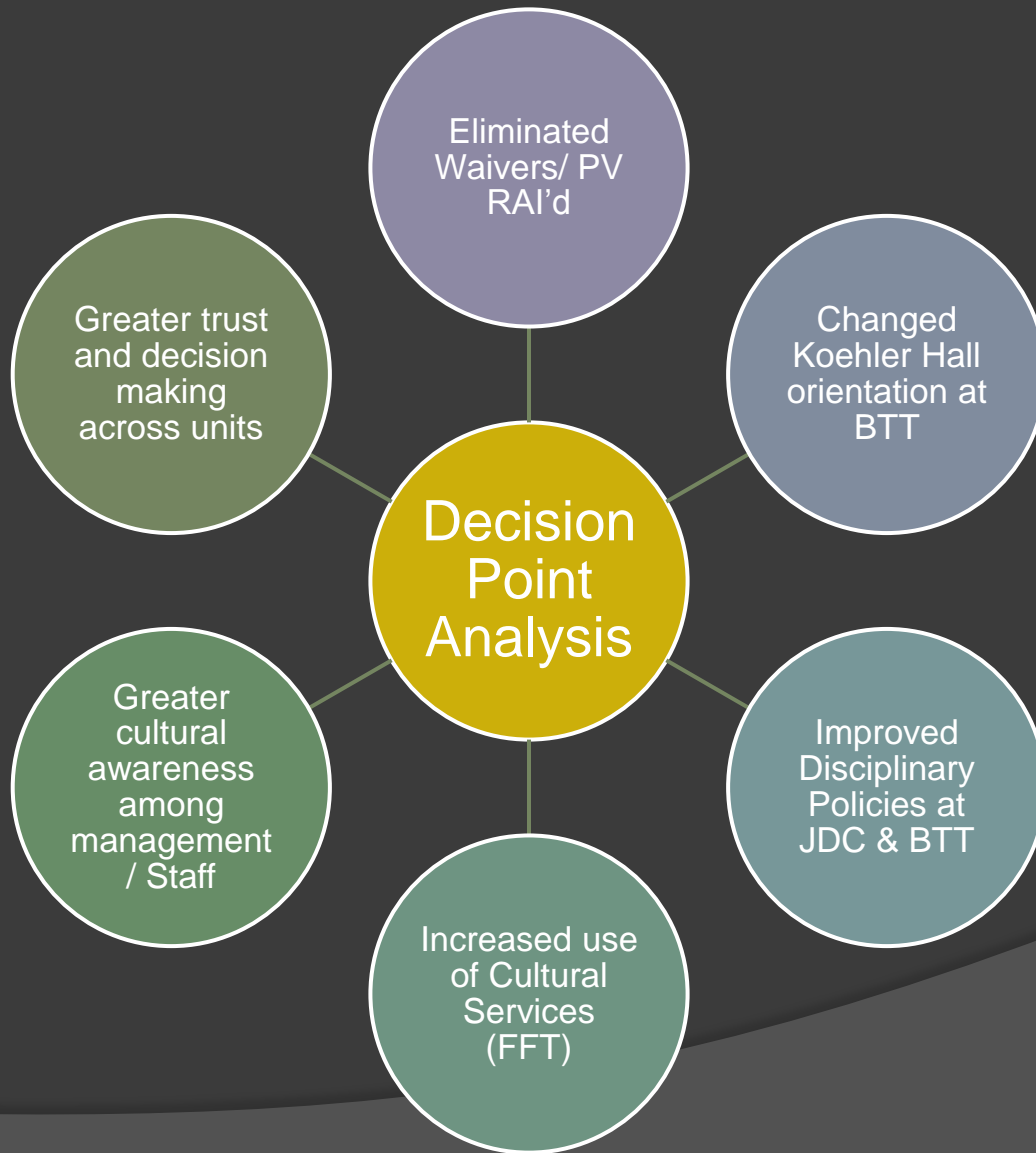 Eliminated
Waivers/ PV
RAI’d
Changed
Koehler Hall
orientation at
BTT
Improved
Disciplinary
Policies at
JDC & BTT
Increased use
of Cultural
Services
(FFT)
Greater
cultural
awareness
among
management
/ Staff
Greater trust
and decision
making
across units
Decision
Point
Analysis